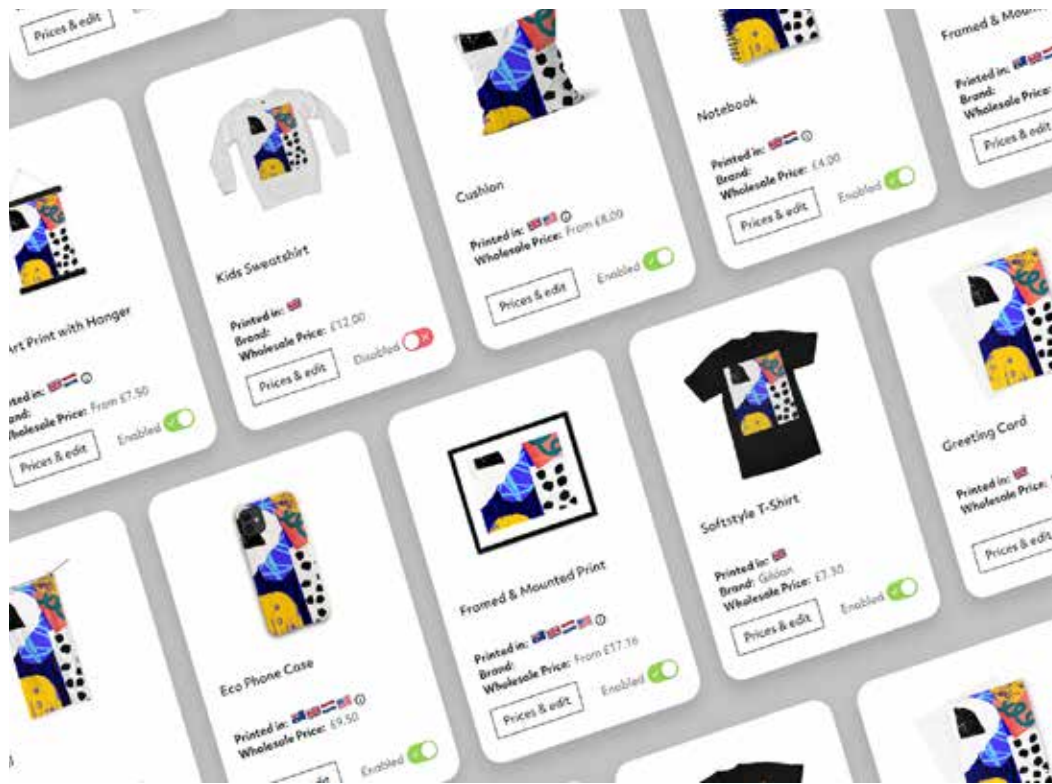 Prices & edit
Kids Sweatshirt
Printed in:
Brand:
Wholesale Price: £12.00
Prices & edit
Disabled
Cushion
Printed in:
Wholesale Price: From £8.00
Prices & edit
Enabled
Notebook
Printed in:
Brand:
Wholesale Price: £4.00
Prices & edit
Enabled
Framed &
Printed in:
Brand:
Wholesale Price:
Prices & edit
Print with Hanger
in:
Price: From £7.50
Prices & edit
Enabled
Eco Phone Case
Printed in:
Wholesale Price: £9.50
edit
Enabled
Framed & Mounted Print
Printed in:
Brand:
Wholesale Price: From £17.16
Prices & edit
Enabled
Softstyle T-Shirt
Printed in:
Brand: Gildan
Wholesale Price: £7.30
Prices & edit
Enabled
Greeting Card
Printed in:
Wholesale Price:
Prices & edit